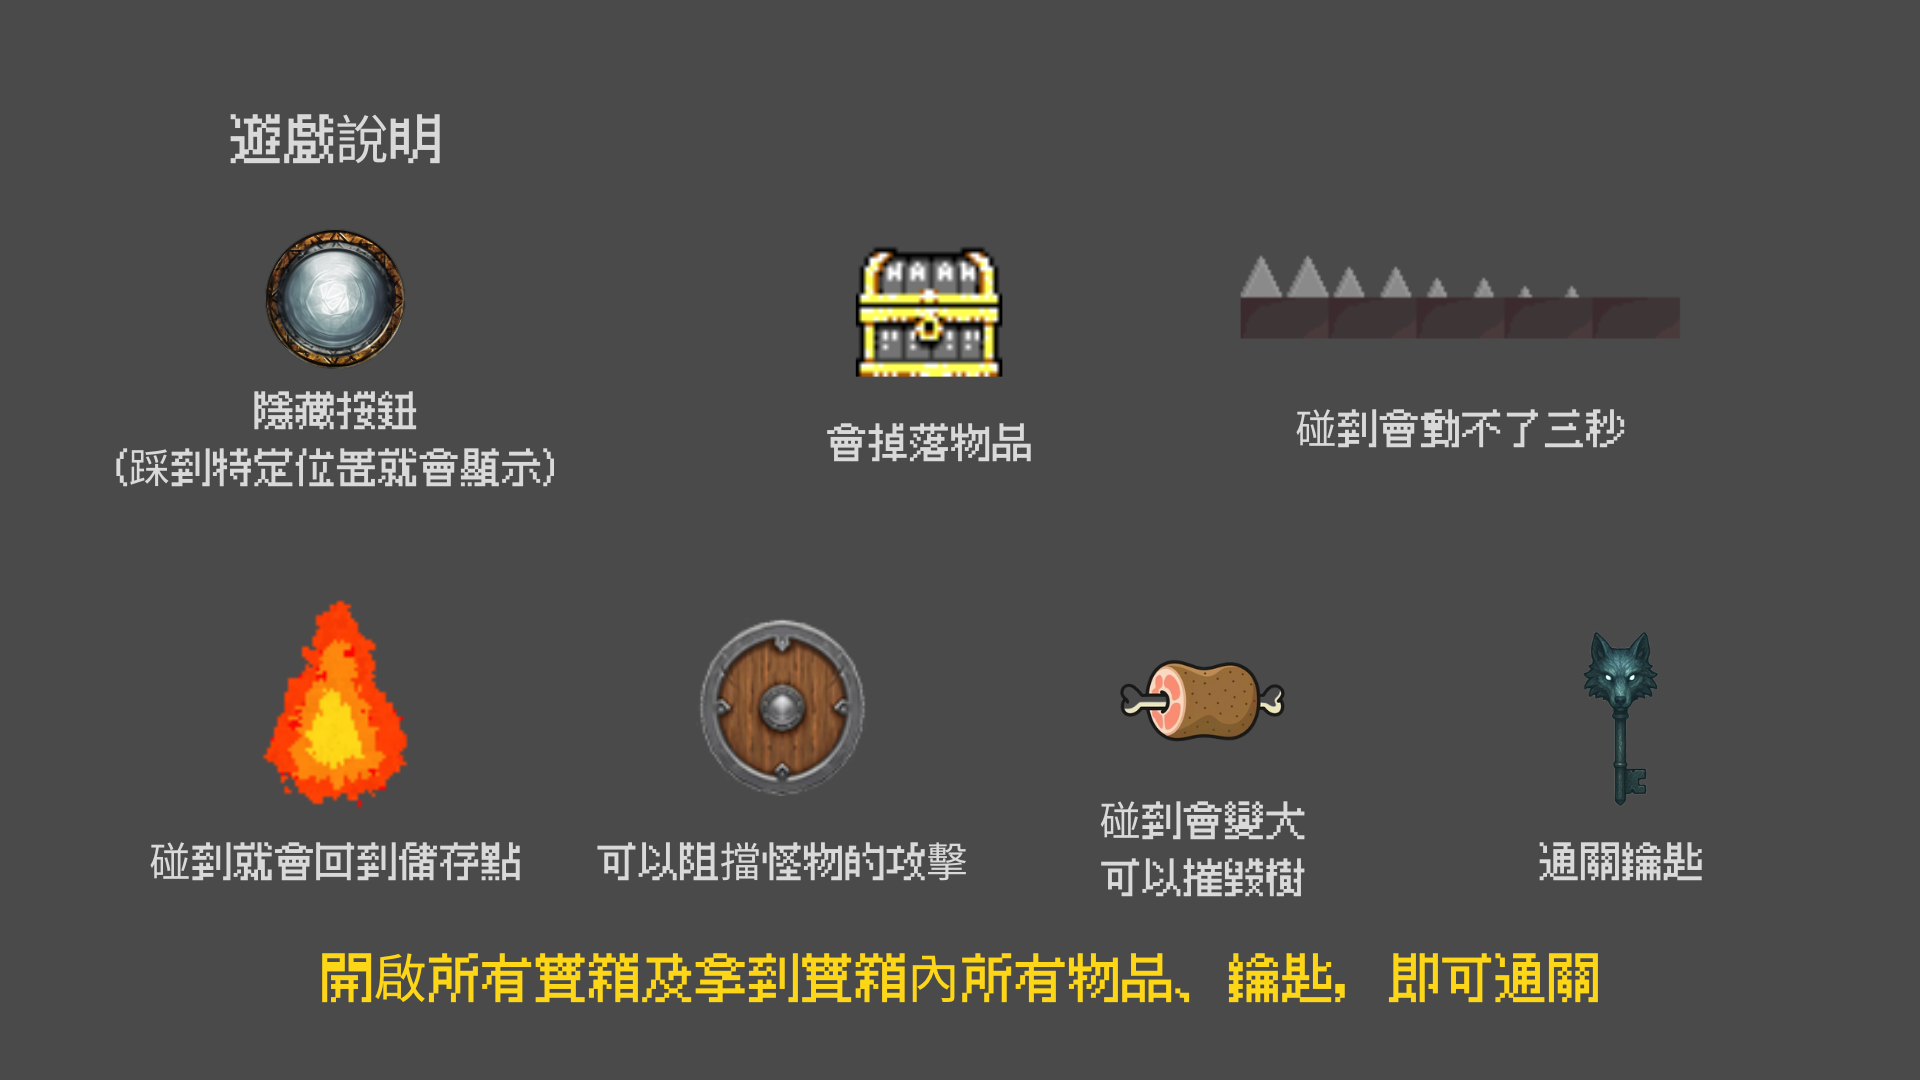 遊戲說明
隱藏按鈕
(踩到特定位置就會顯示)
會掉落物品
碰到會動不了三秒
碰到就會回到儲存點
可以阻擋怪物的攻擊
碰到會變大
可以摧毀樹
通關鑰匙
開啟所有寶箱及拿到寶箱內所有物品、鑰匙，即可通關